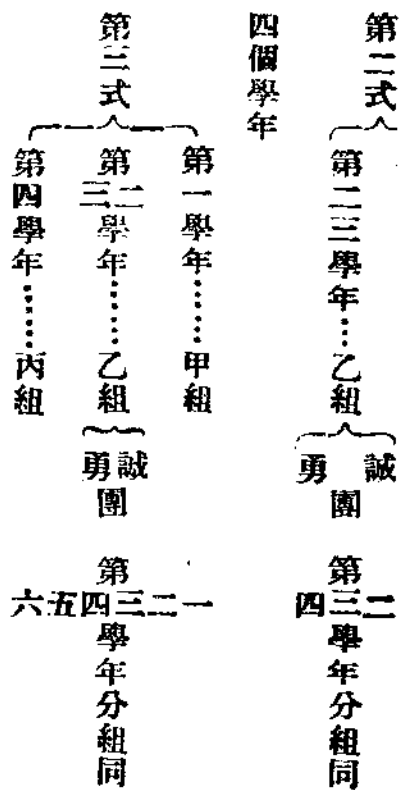 第二式
第二三學年…乙組
誠勇團
第二三四學年分組同
四個學年
第三式
第一學年……甲組
第二三學年……乙組
誠勇團
第四學年……丙組
第一二三四五六學年分組同